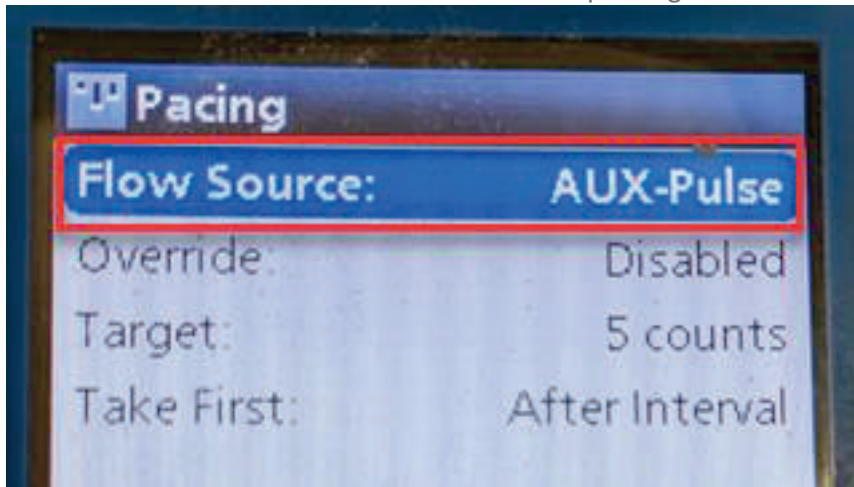 Pacing
Flow Source: AUX-Pulse
Override: Disabled
Target: 5 counts
Take First: After Interval